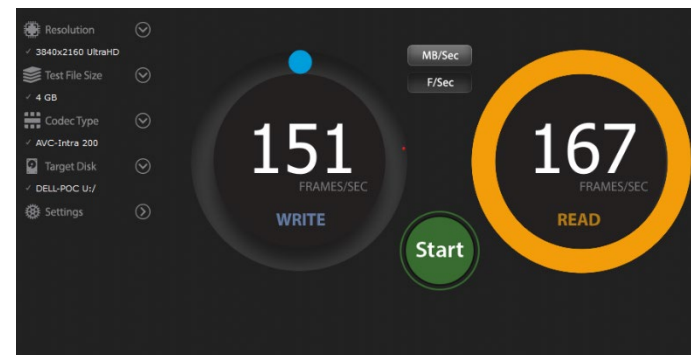 Resolution
✓ 3840x2160 UltraHD
Test File Size
✓ 4 GB
Codec Type
✓ AVC-Intra 200
Target Disk
✓ DELL-POC U:/
Settings
151
FRAMES/SEC
WRITE
MB/Sec
F/Sec
Start
167
FRAMES/SEC
READ